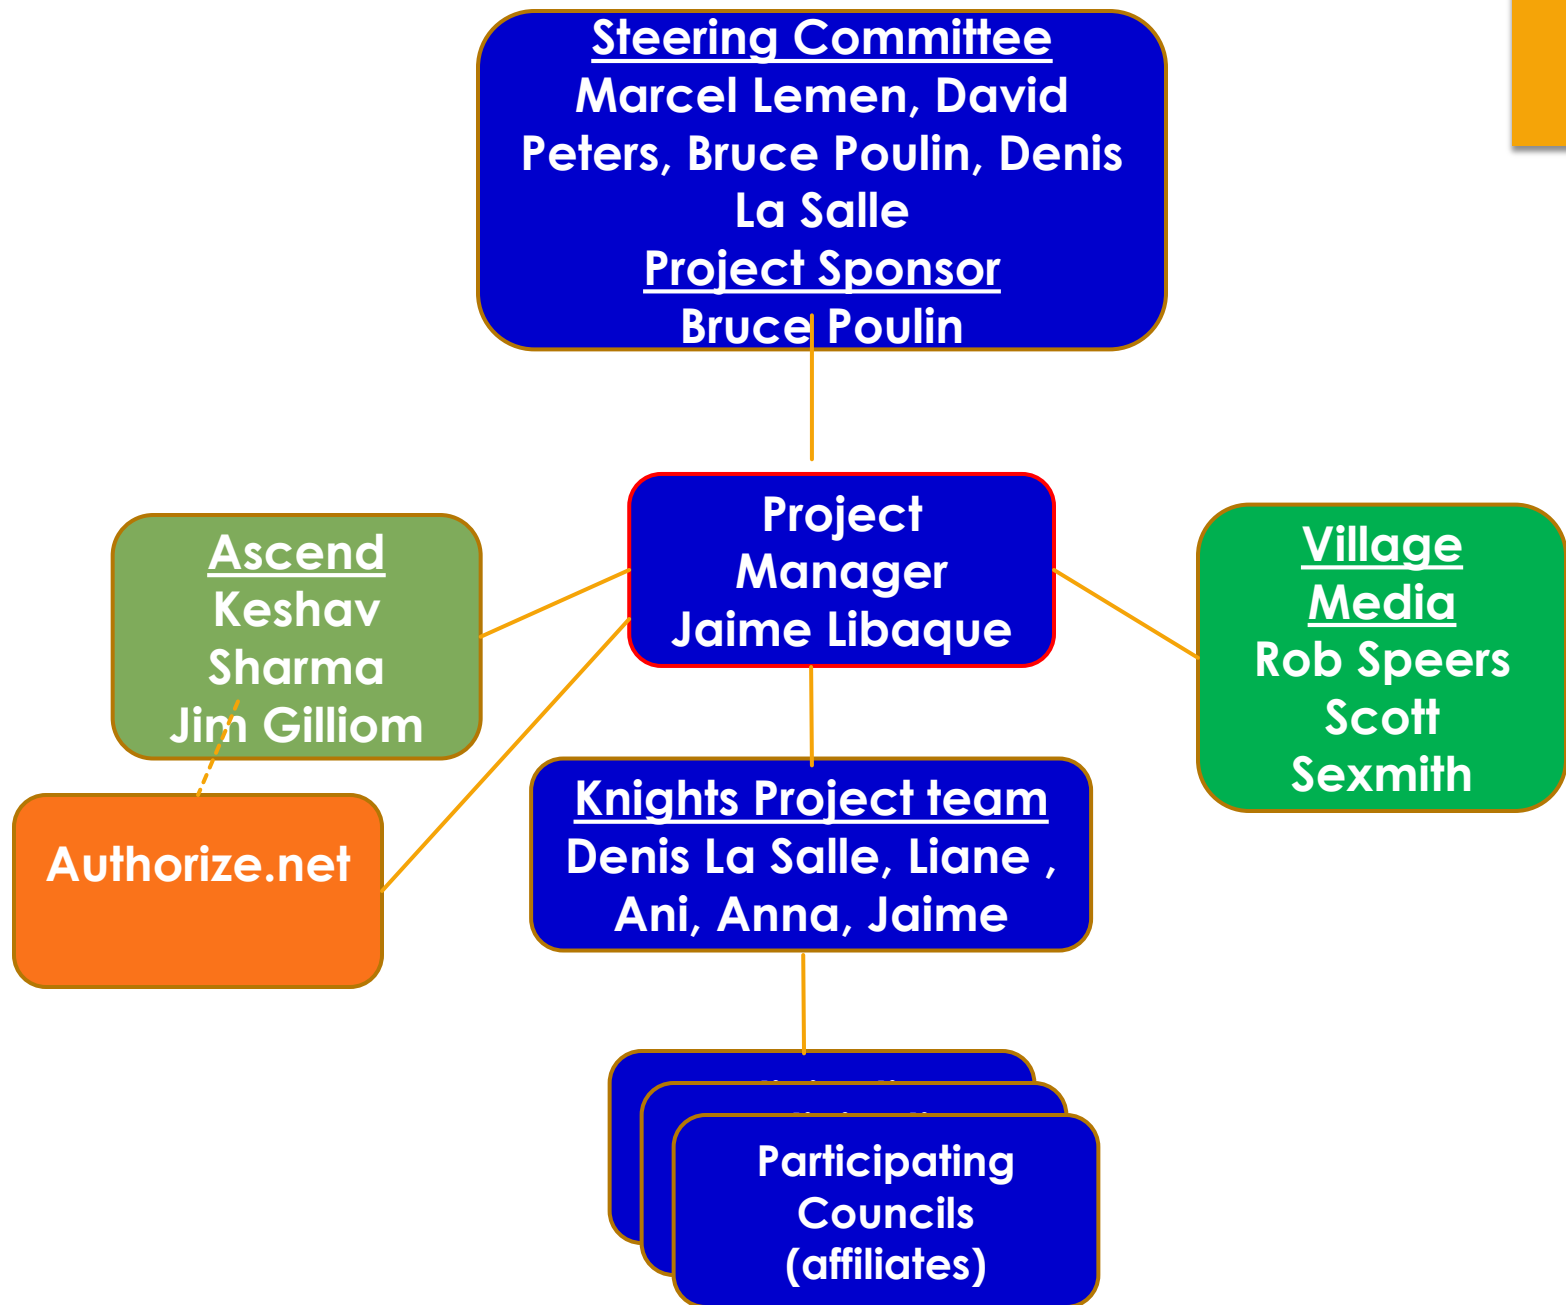 Steering Committee
Marcel Lemen, David
Peters, Bruce Poulin, Denis
La Salle
Project Sponsor
Bruce Poulin
Project
Manager
Jaime Libaque
Ascend
Keshav
Sharma
Jim Gilliom
Village
Media
Rob Speers
Scott
Sexmith
Authorize.net
Knights Project team
Denis La Salle, Liane ,
Ani, Anna, Jaime
Participating
Councils
(affiliates)